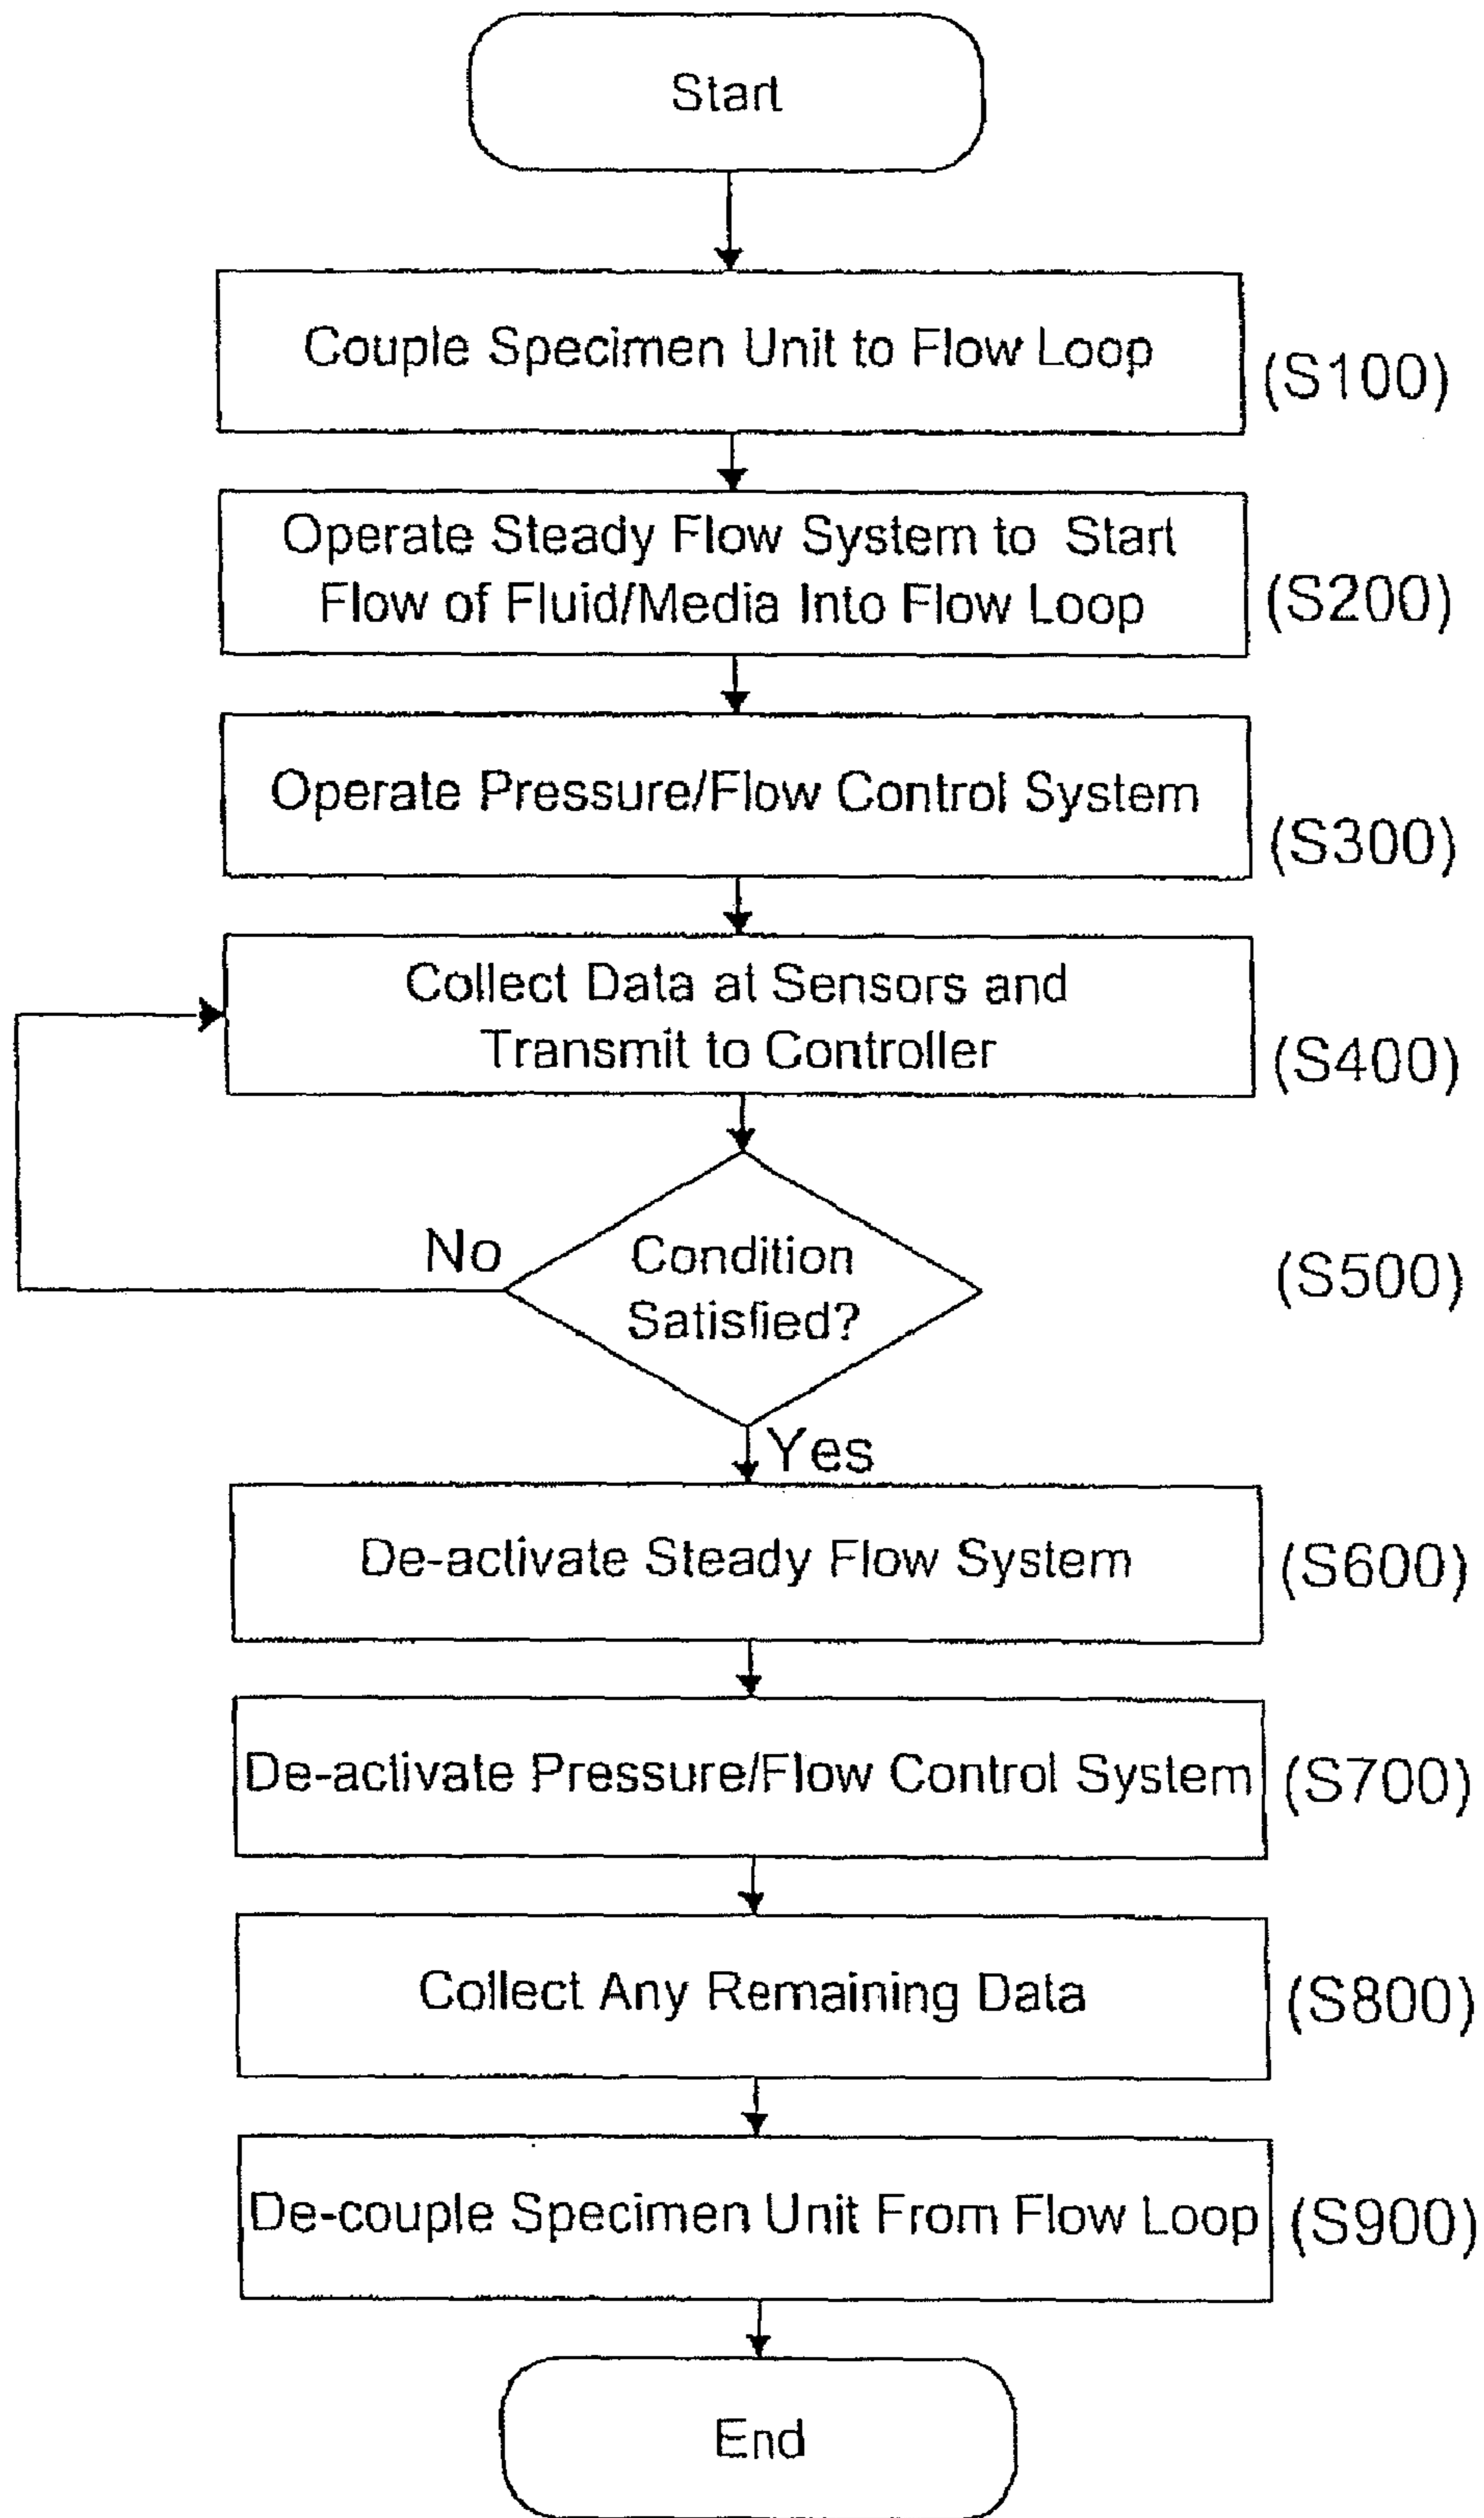 Start
Couple Specimen Unit to Flow Loop
(S100)
Operate Steady Flow System to Start
Flow of Fluid/Media Into Flow Loop
(S200)
Operate Pressure/Flow Control System
(S300)
Collect Data at Sensors and
Transmit to Controller
(S400)
No
Condition
Satisfied?
(S500)
Yes
De-activate Steady Flow System
(S600)
De-activate Pressure/Flow Control System
(S700)
Collect Any Remaining Data
(S800)
De-couple Specimen Unit From Flow Loop
(S900)
End